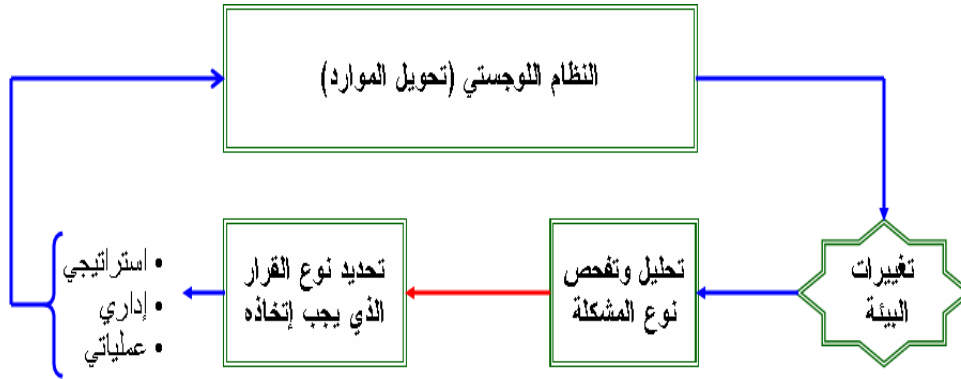 النظام اللوجستي (تحويل الموارد)
تغييرات
البيئة
تحليل وتفحص
نوع المشكلة
تحديد نوع القرار
الذي يجب إتخاذه
• استراتيجي
• إداري
• عملياتي